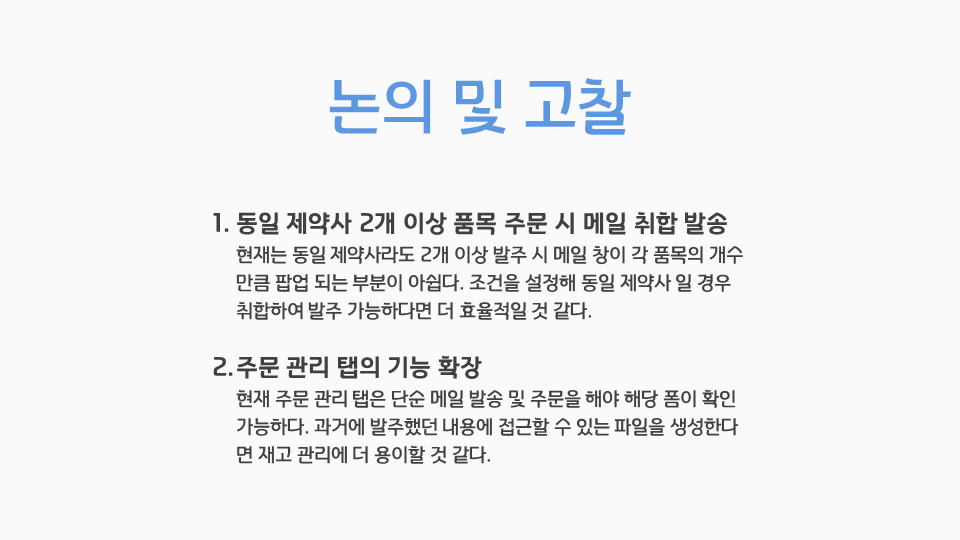 논의 및 고찰
1. 동일 제약사 2개 이상 품목 주문 시 메일 취합 발송
현재는 동일 제약사라도 2개 이상 발주 시 메일 창이 각 품목의 개수
만큼 팝업 되는 부분이 아쉽다. 조건을 설정해 동일 제약사 일 경우
취합하여 발주 가능하다면 더 효율적일 것 같다.
2. 주문 관리 탭의 기능 확장
현재 주문 관리 탭은 단순 메일 발송 및 주문을 해야 해당 폼이 확인
가능하다. 과거에 발주했던 내용에 접근할 수 있는 파일을 생성한다
면 재고 관리에 더 용이할 것 같다.